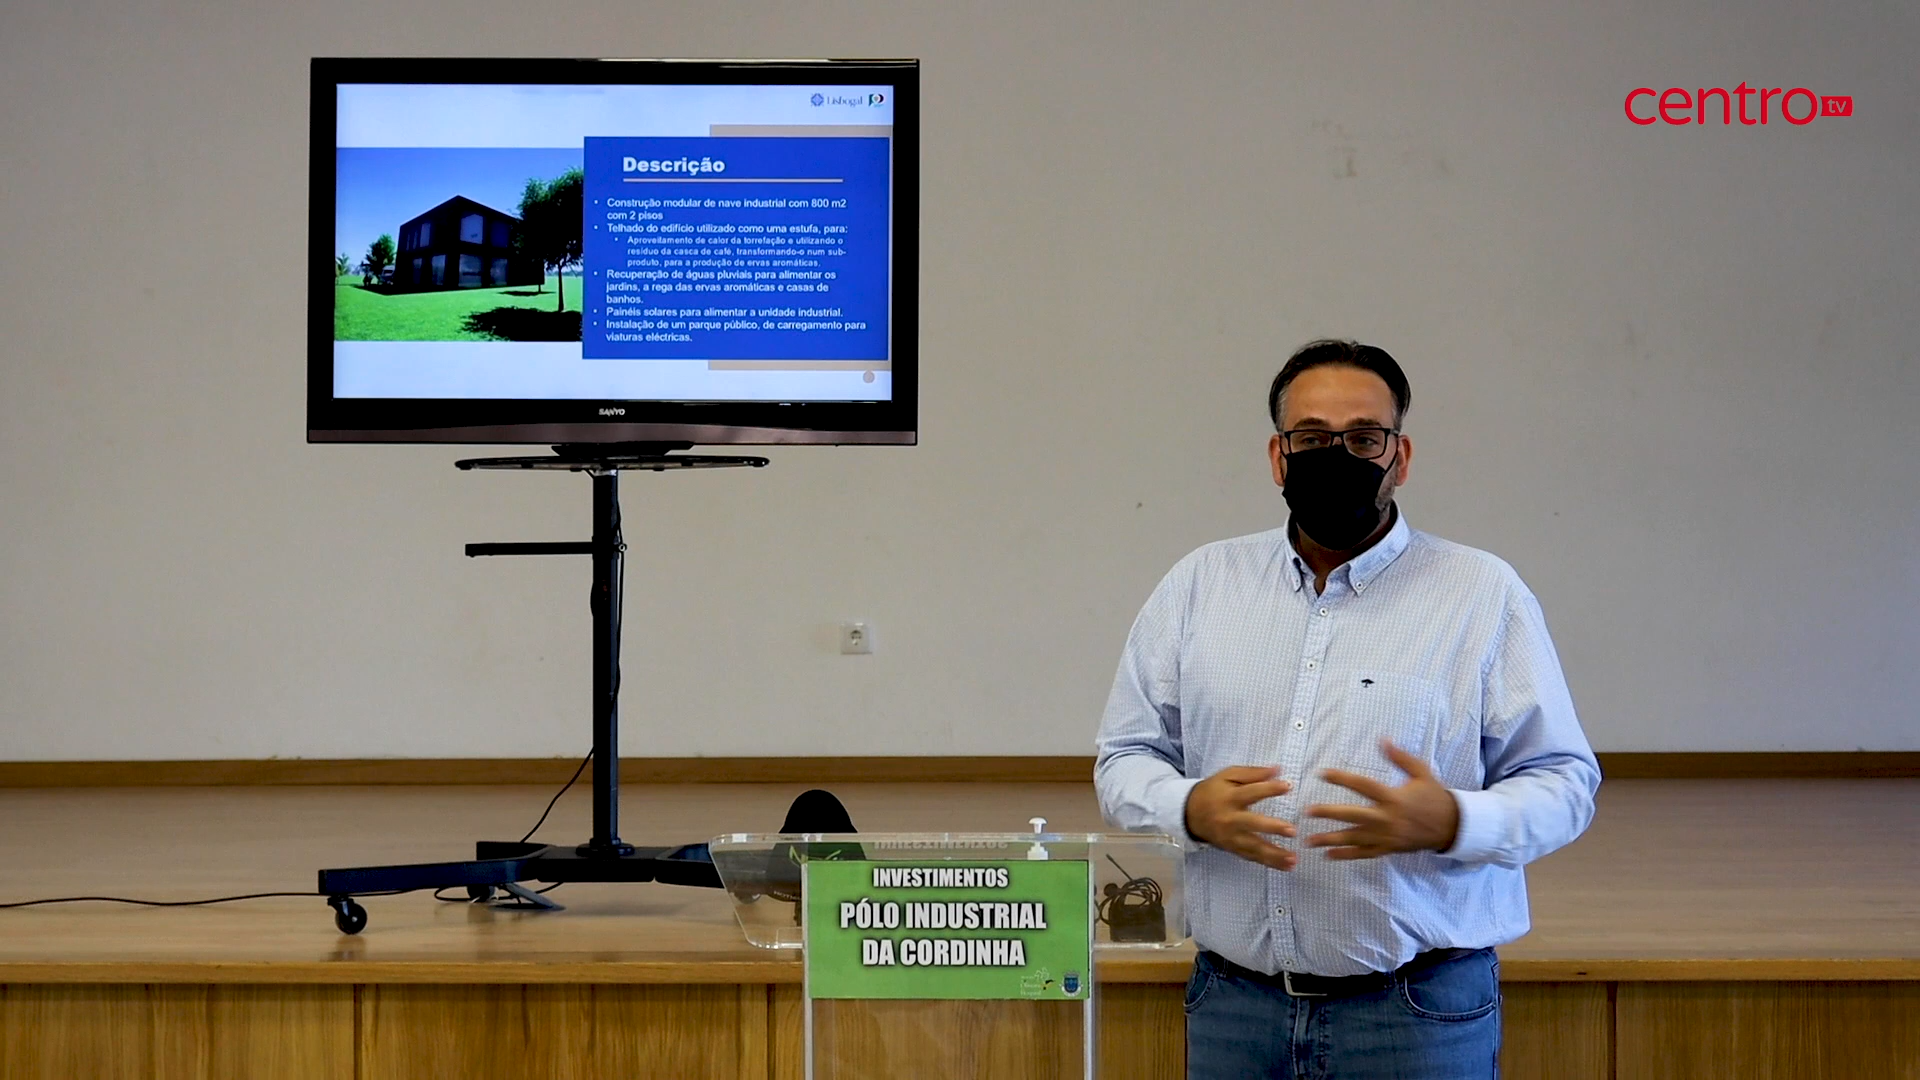 centro tv
Lisbogal
Descrição
• Construção modular de nave industrial com 800 m2
com 2 pisos
• Telhado do edifício utilizado como uma estufa, para:
• Aproveitamento de calor da torrefação e utilizando o
resíduo da casca de café, transformando-o num sub-
produto, para a produção de ervas aromáticas.
• Recuperação de águas pluviais para alimentar os
jardins, a rega das ervas aromáticas e casas de
banhos.
• Painéis solares para alimentar a unidade industrial.
• Instalação de um parque público, de carregamento para
viaturas eléctricas.
SANYO
INVESTIMENTOS
PÓLO INDUSTRIAL
DA CORDINHA